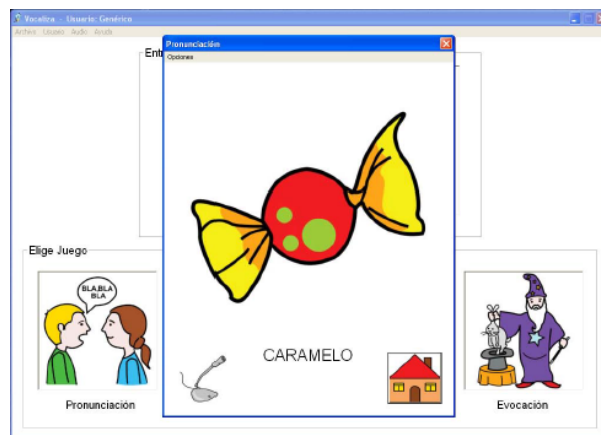 Vocaliza - Usuario: Genérico
Archivo Usuario Audio Ayuda
Entr
Pronunciación
Opciones
Elige Juego
BLA,BLA
BLA
CARAMELO
Pronunciación
Evocación